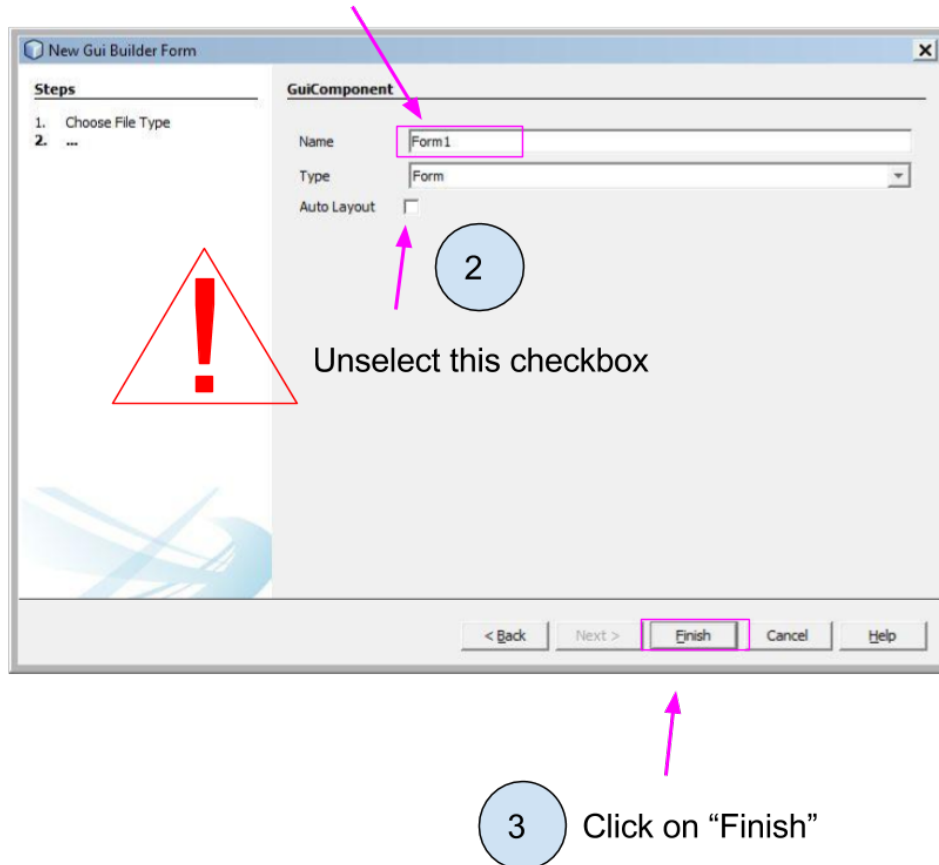 New Gui Builder Form
Steps
1. Choose File Type
2. ...
GuiComponent
Name Form1
Type Form
Auto Layout
2
!
Unselect this checkbox
< Back Next > Finish Cancel Help
3 Click on “Finish”